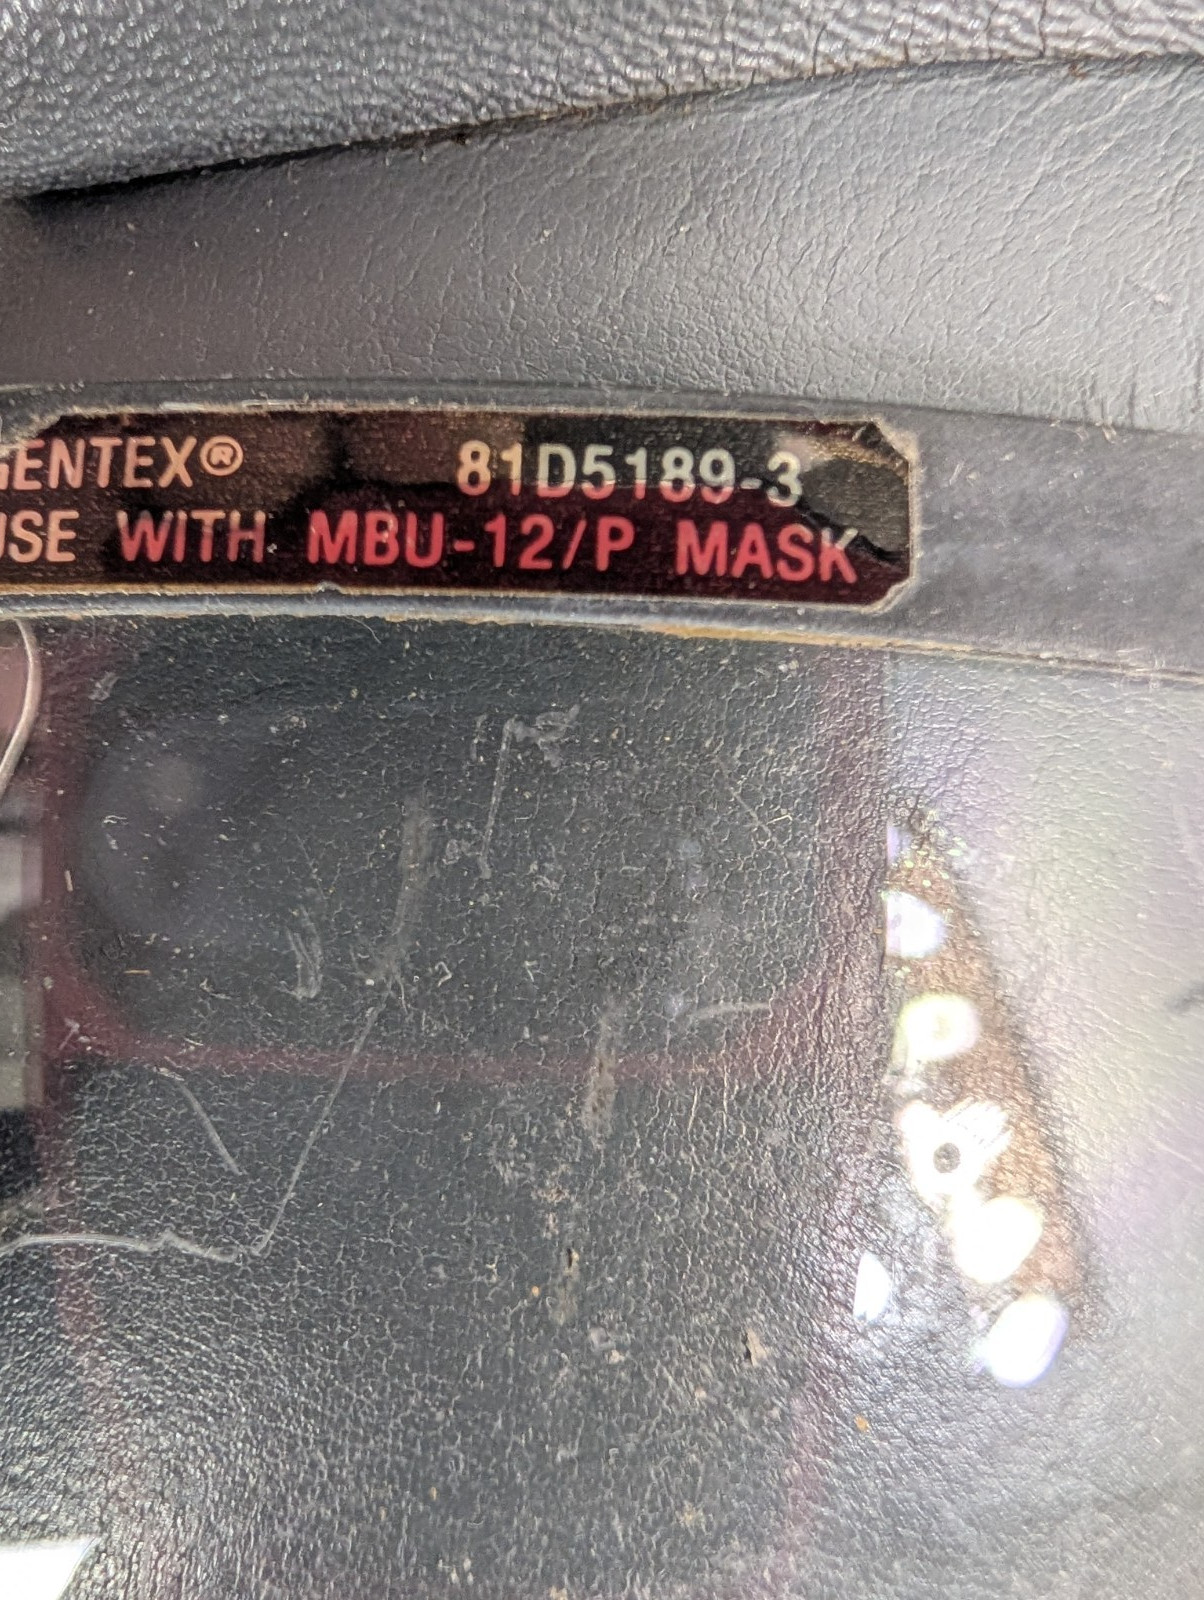 GENTEX® 81D5189-3
USE WITH MBU-12/P MASK